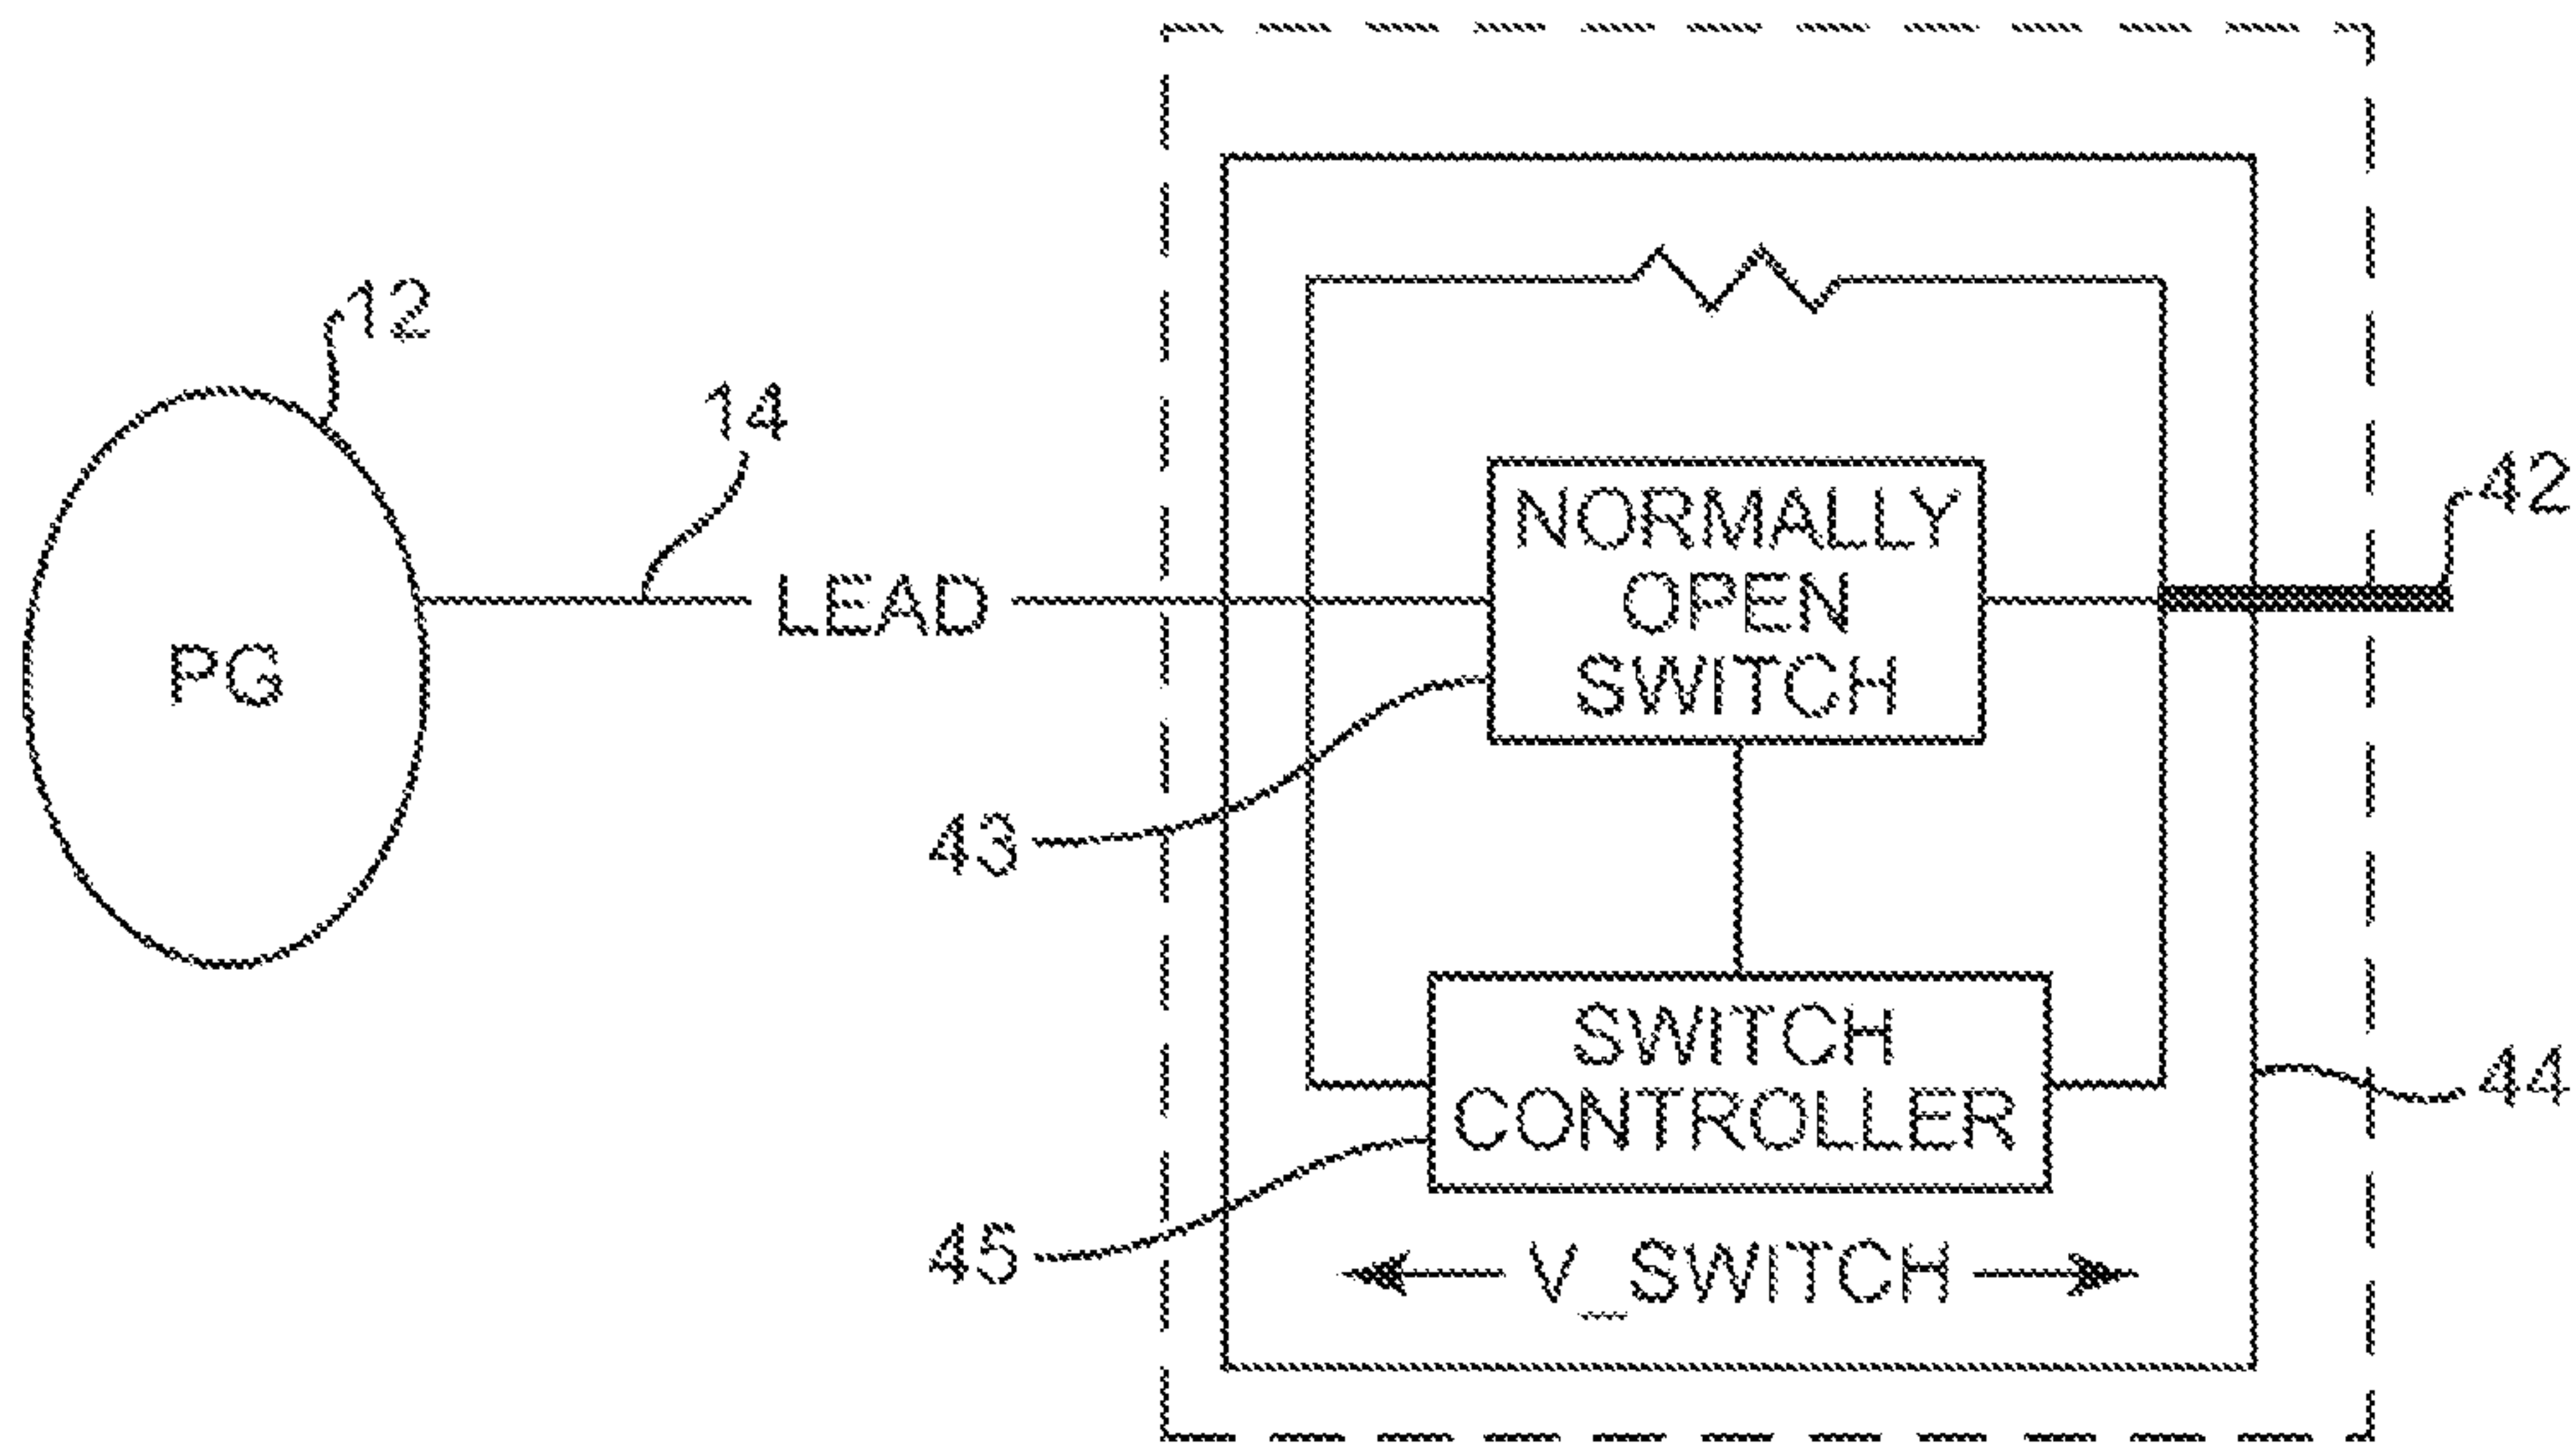 12
14
PG
LEAD
NORMALLY
OPEN
SWITCH
42
43
SWITCH
CONTROLLER
44
45
V_SWITCH